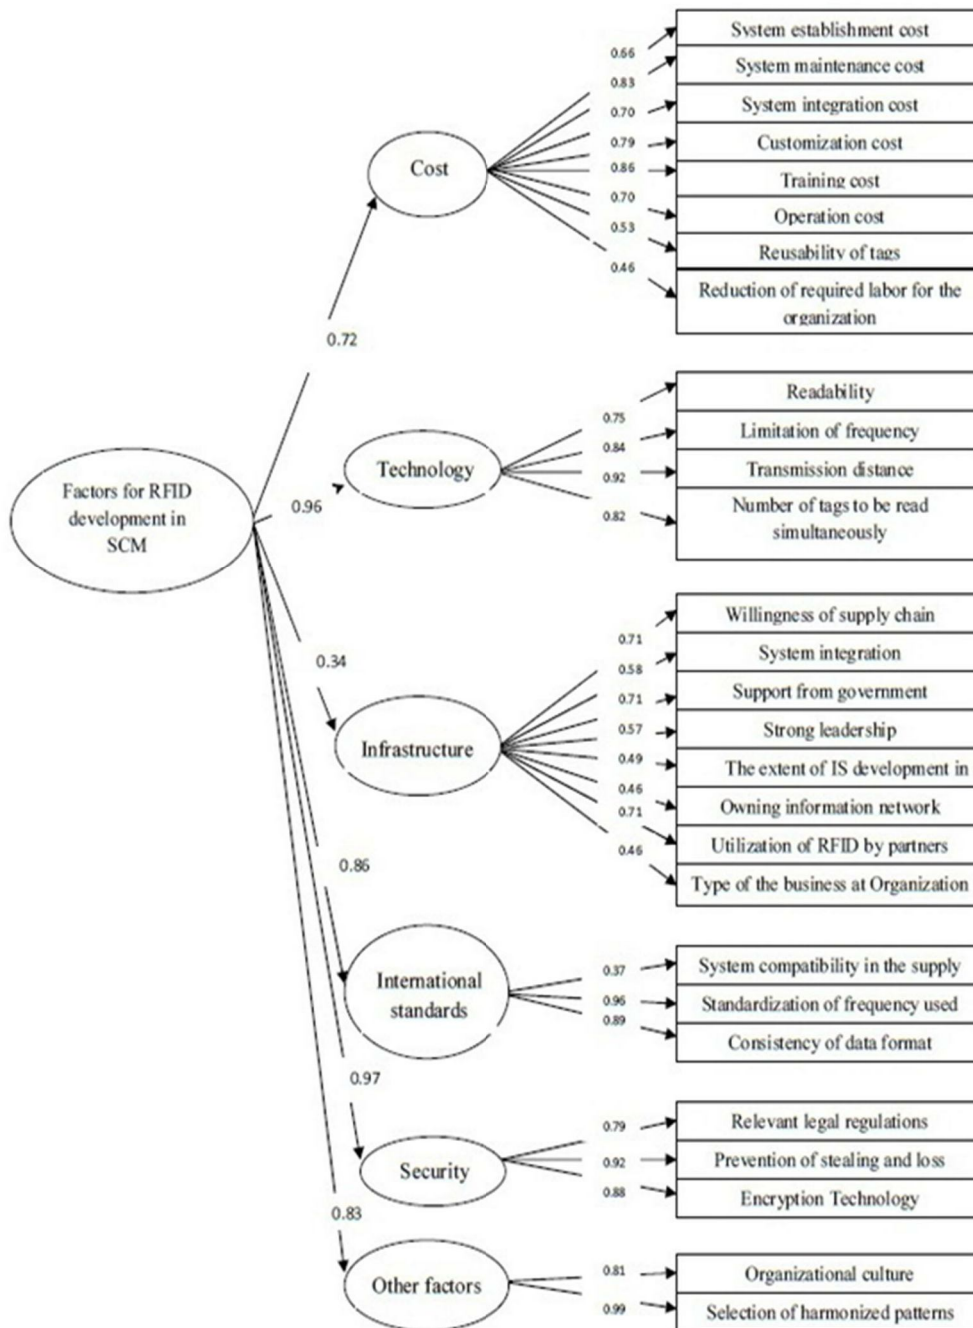 System establishment cost
0.66
System maintenance cost
0.83
System integration cost
0.70
Customization cost
0.79
Training cost
0.86
Operation cost
0.70
Reusability of tags
0.53
Reduction of required labor for the
organization
0.46
Cost
0.72
Readability
0.75
Limitation of frequency
0.84
Transmission distance
0.92
Number of tags to be read
simultaneously
0.82
Technology
0.96
Factors for RFID
development in
SCM
Willingness of supply chain
0.71
System integration
0.58
Support from government
0.71
Strong leadership
0.57
The extent of IS development in
0.49
Owning information network
0.46
Utilization of RFID by partners
0.71
Type of the business at Organization
0.46
0.34
Infrastructure
0.86
System compatibility in the supply
0.37
Standardization of frequency used
0.96
Consistency of data format
0.89
International
standards
0.97
Relevant legal regulations
0.79
Prevention of stealing and loss
0.92
Encryption Technology
0.88
Security
0.83
Organizational culture
0.81
Selection of harmonized patterns
0.99
Other factors